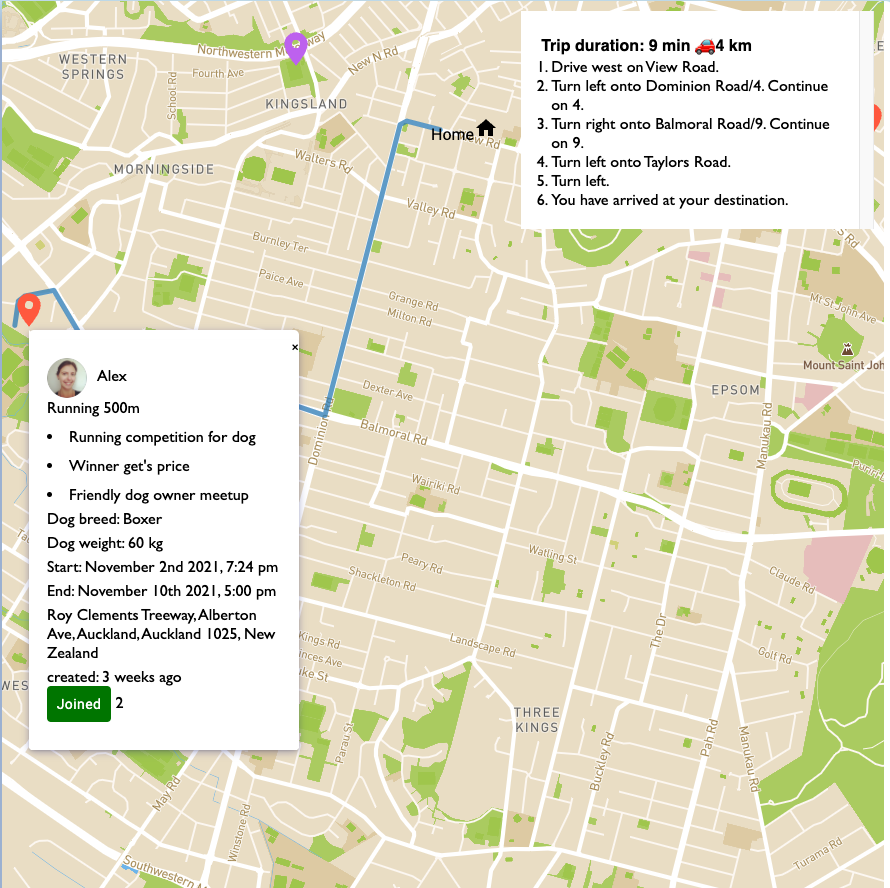 Northwestern Motorway
New N Rd
WESTERN
SPRINGS
Fourth Ave
School Rd
KINGSLAND
Home
View Rd
MORNINGSIDE
Walters Rd
Valley Rd
Burnley Ter
Paice Ave
Grange Rd
Milton Rd
Dexter Ave
Dominion Rd
Balmoral Rd
Wairiki Rd
Watling St
Peary Rd
Shackleton Rd
Landscape Rd
Kings Rd
nces Ave
ke St
THREE
KINGS
The Dr
Golf Rd
Claude Rd
Puriri
EPSOM
Manukau Rd
Mount Saint Joh
Mt St John Ave
s Rd
E
Trip duration: 9 min 🚗4 km
1. Drive west on View Road.
2. Turn left onto Dominion Road/4. Continue
on 4.
3. Turn right onto Balmoral Road/9. Continue
on 9.
4. Turn left onto Taylors Road.
5. Turn left.
6. You have arrived at your destination.
×
Alex
Running 500m
• Running competition for dog
• Winner get's price
• Friendly dog owner meetup
Dog breed: Boxer
Dog weight: 60 kg
Start: November 2nd 2021, 7:24 pm
End: November 10th 2021, 5:00 pm
Roy Clements Treeway, Alberton
Ave, Auckland, Auckland 1025, New
Zealand
created: 3 weeks ago
Joined 2
WES
Ta
May Rd
Winstone Rd
Parau St
Buckley Rd
Pah Rd
Manukau Rd
Turama Rd
Southwestern M